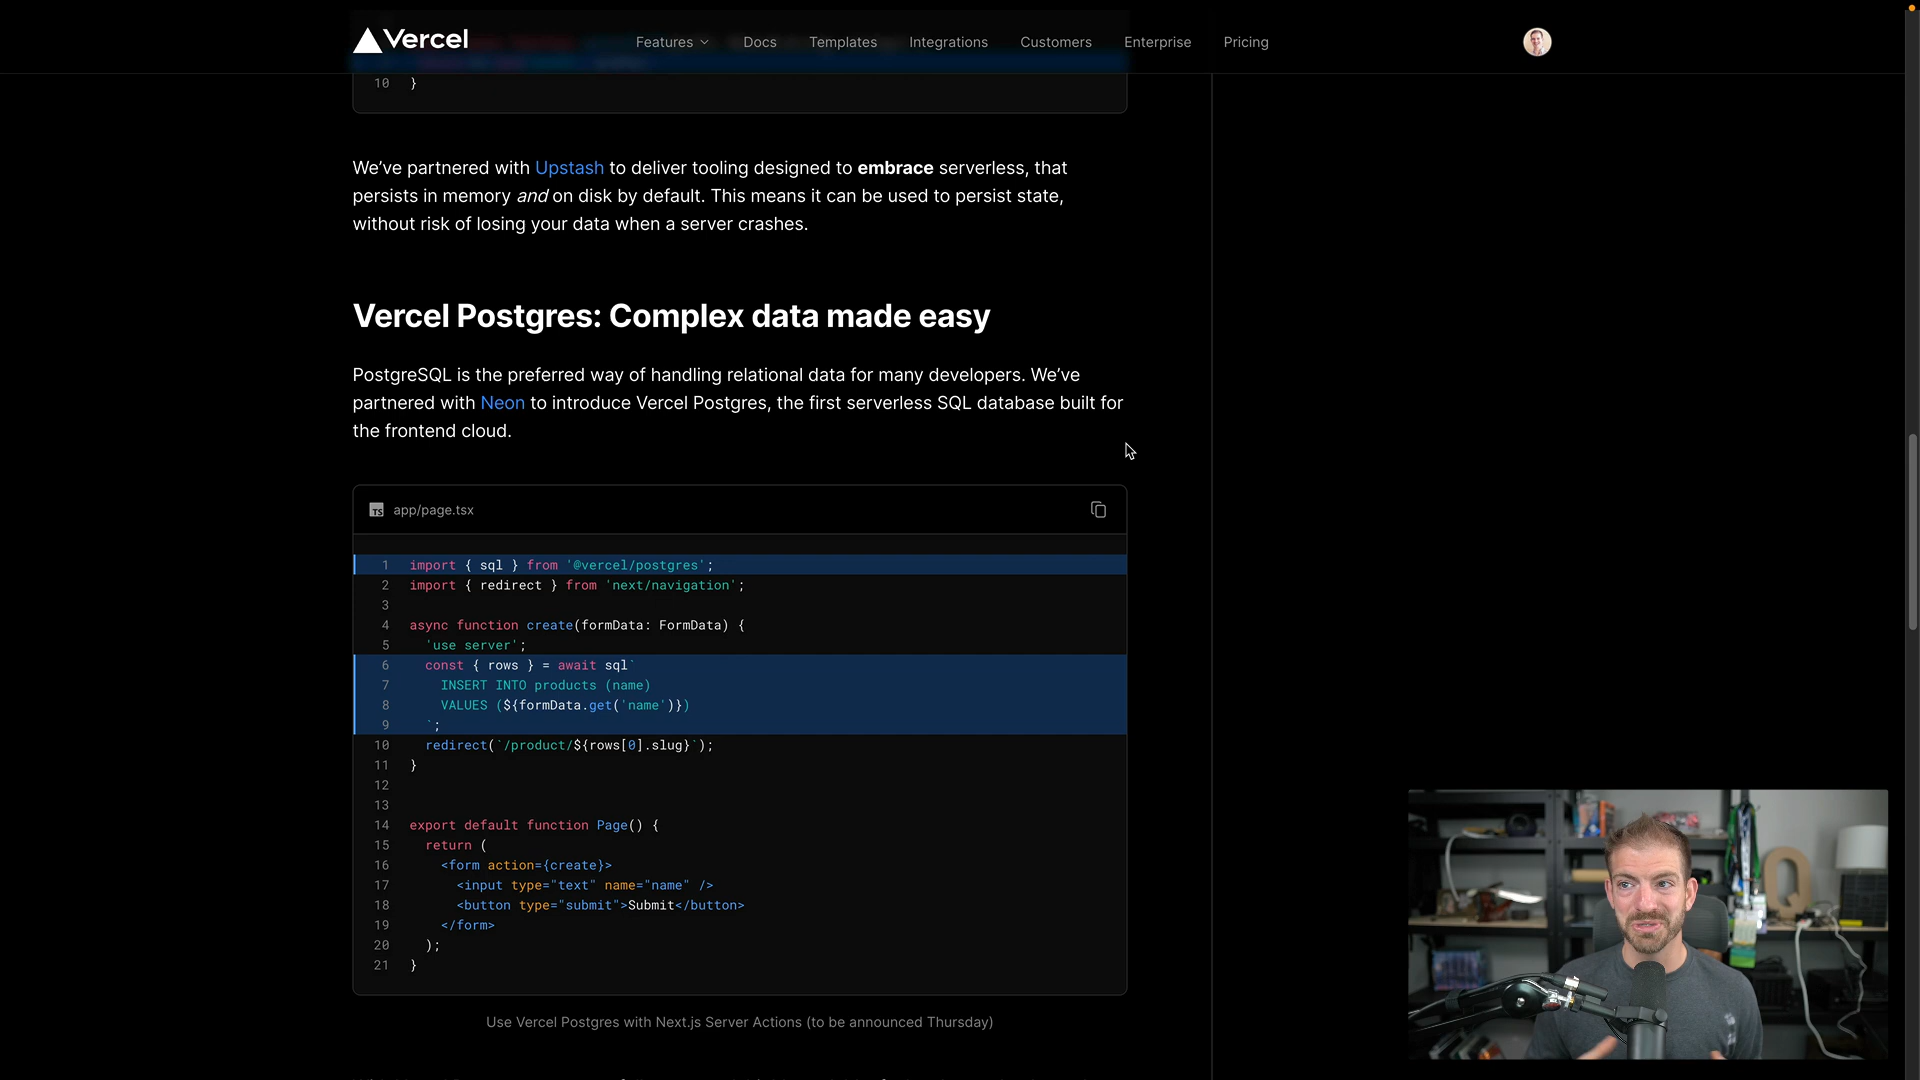 Vercel
Features
Docs
Templates
Integrations
Customers
Enterprise
Pricing
10 }
We’ve partnered with Upstash to deliver tooling designed to embrace serverless, that
persists in memory and on disk by default. This means it can be used to persist state,
without risk of losing your data when a server crashes.
Vercel Postgres: Complex data made easy
PostgreSQL is the preferred way of handling relational data for many developers. We’ve
partnered with Neon to introduce Vercel Postgres, the first serverless SQL database built for
the frontend cloud.
TS app/page.tsx
1 import { sql } from '@vercel/postgres';
2 import { redirect } from 'next/navigation';
3
4 async function create(formData: FormData) {
5 'use server';
6 const { rows } = await sql`
7 INSERT INTO products (name)
8 VALUES (${formData.get('name')})
9 `;
10 redirect(`/product/${rows[0].slug}`);
11 }
12
13
14 export default function Page() {
15 return (
16 <form action={create}>
17 <input type="text" name="name" />
18 <button type="submit">Submit</button>
19 </form>
20 );
21 }
Use Vercel Postgres with Next.js Server Actions (to be announced Thursday)